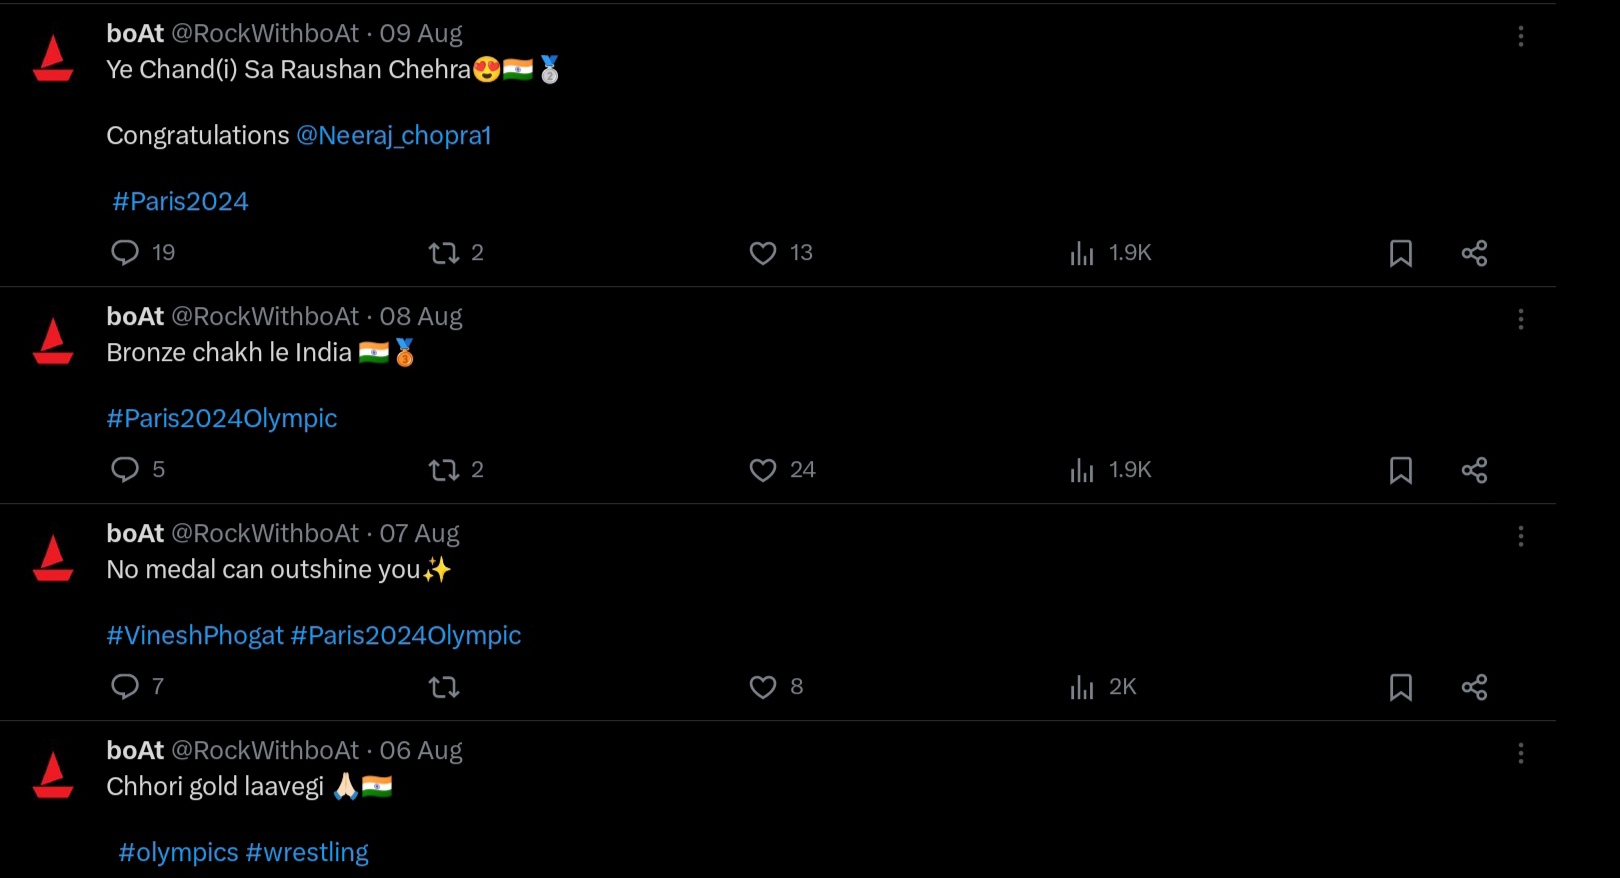 boAt @RockWithboAt · 09 Aug
Ye Chand(i) Sa Raushan Chehra😍🇮🇳🥈
Congratulations @Neeraj_chopra1
#Paris2024
19 2 13 1.9K
boAt @RockWithboAt · 08 Aug
Bronze chakh le India 🇮🇳🥉
#Paris2024Olympic
5 2 24 1.9K
boAt @RockWithboAt · 07 Aug
No medal can outshine you✨
#VineshPhogat #Paris2024Olympic
7 8 2K
boAt @RockWithboAt · 06 Aug
Chhori gold laavegi 🙏🏻🇮🇳
#olympics #wrestling